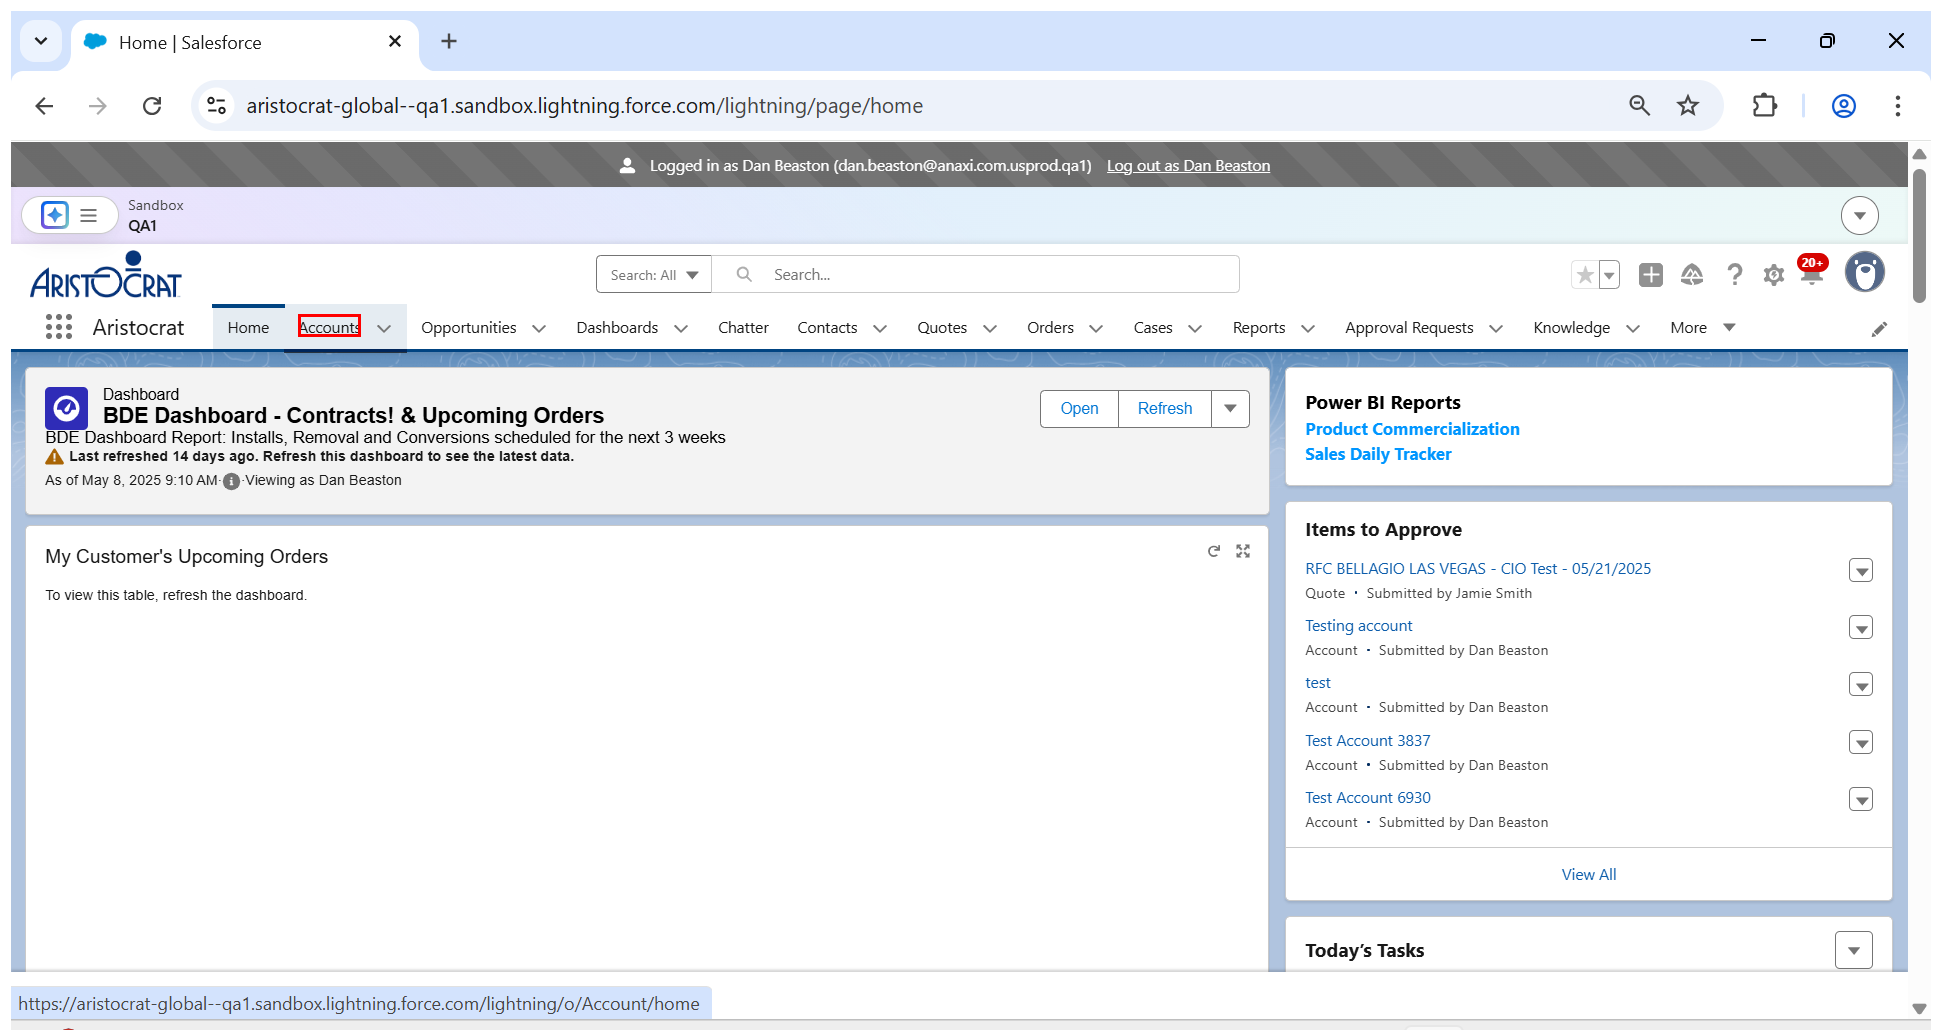 Home | Salesforce
aristocrat-global--qa1.sandbox.lightning.force.com/lightning/page/home
Logged in as Dan Beaston (dan.beaston@anaxi.com.usprod.qa1) Log out as Dan Beaston
Sandbox
QA1
ARISTOCRAT
Search: All
Search...
20+
Aristocrat
Home
Accounts
Opportunities
Dashboards
Chatter
Contacts
Quotes
Orders
Cases
Reports
Approval Requests
Knowledge
More
Dashboard
BDE Dashboard - Contracts! & Upcoming Orders
BDE Dashboard Report: Installs, Removal and Conversions scheduled for the next 3 weeks
Last refreshed 14 days ago. Refresh this dashboard to see the latest data.
As of May 8, 2025 9:10 AM·Viewing as Dan Beaston
Open
Refresh
My Customer's Upcoming Orders
To view this table, refresh the dashboard.
Power BI Reports
Product Commercialization
Sales Daily Tracker
Items to Approve
RFC BELLAGIO LAS VEGAS - CIO Test - 05/21/2025
Quote • Submitted by Jamie Smith
Testing account
Account • Submitted by Dan Beaston
test
Account • Submitted by Dan Beaston
Test Account 3837
Account • Submitted by Dan Beaston
Test Account 6930
Account • Submitted by Dan Beaston
View All
Today’s Tasks
https://aristocrat-global--qa1.sandbox.lightning.force.com/lightning/o/Account/home